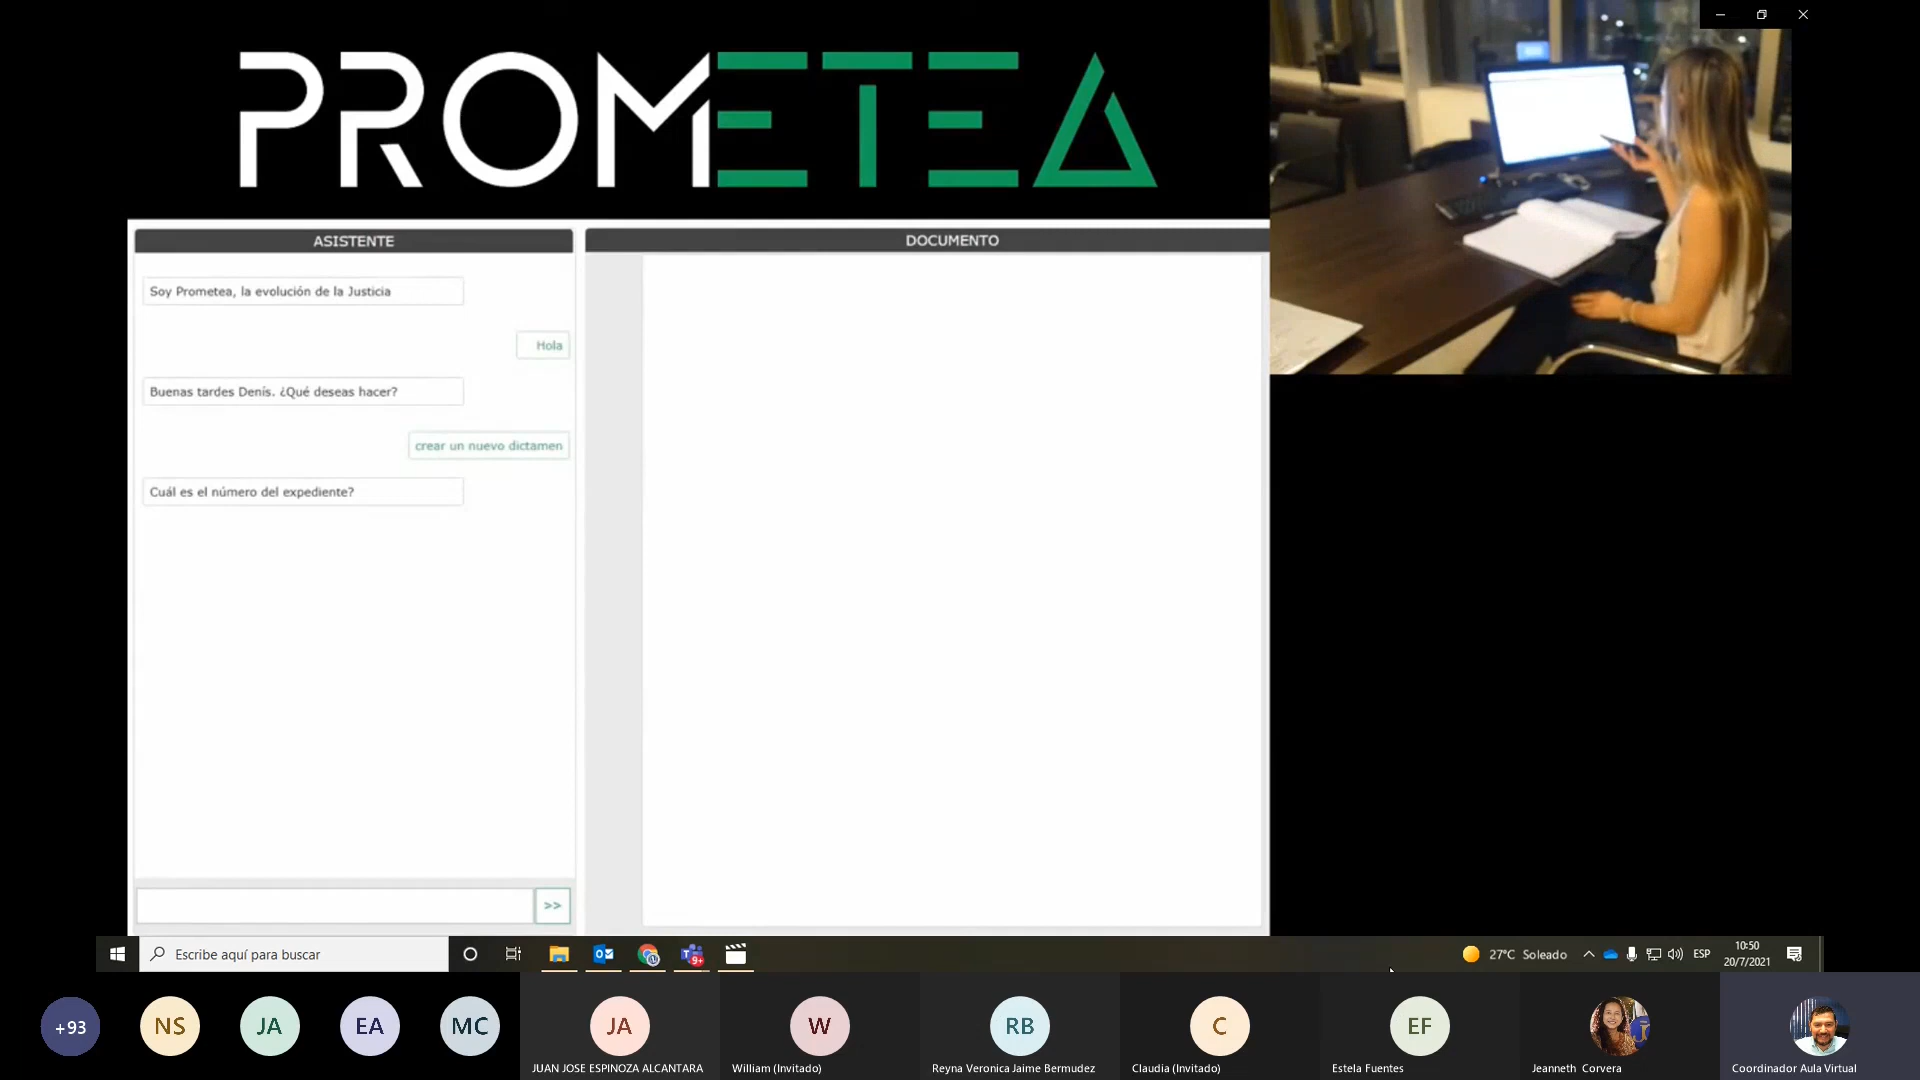 PROMETEA
ASISTENTE
DOCUMENTO
Soy Prometea, la evolución de la Justicia
Hola
Buenas tardes Denís. ¿Qué deseas hacer?
crear un nuevo dictamen
Cuál es el número del expediente?
>>
Escribe aquí para buscar
9+
27°C Soleado
ESP
10:50
20/7/2021
+93
NS
JA
EA
MC
JA
W
RB
C
EF
JUAN JOSE ESPINOZA ALCANTARA
William (Invitado)
Reyna Veronica Jaime Bermudez
Claudia (Invitado)
Estela Fuentes
Jeanneth Corvera
Coordinador Aula Virtual